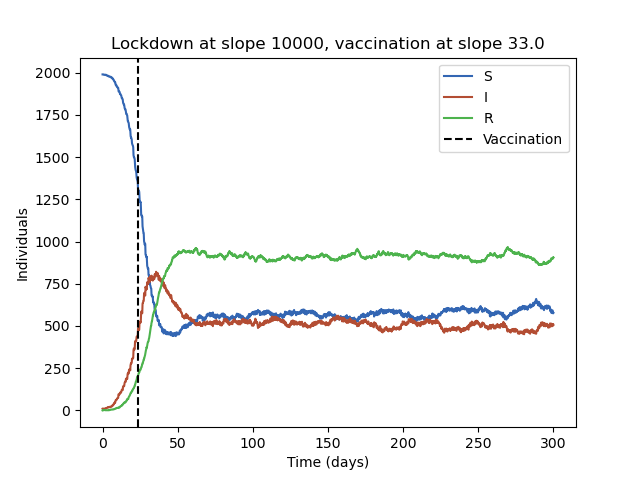 Lockdown at slope 10000, vaccination at slope 33.0
S
I
R
Vaccination
2000
1750
1500
1250
1000
750
500
250
0
Individuals
0 50 100 150 200 250 300
Time (days)